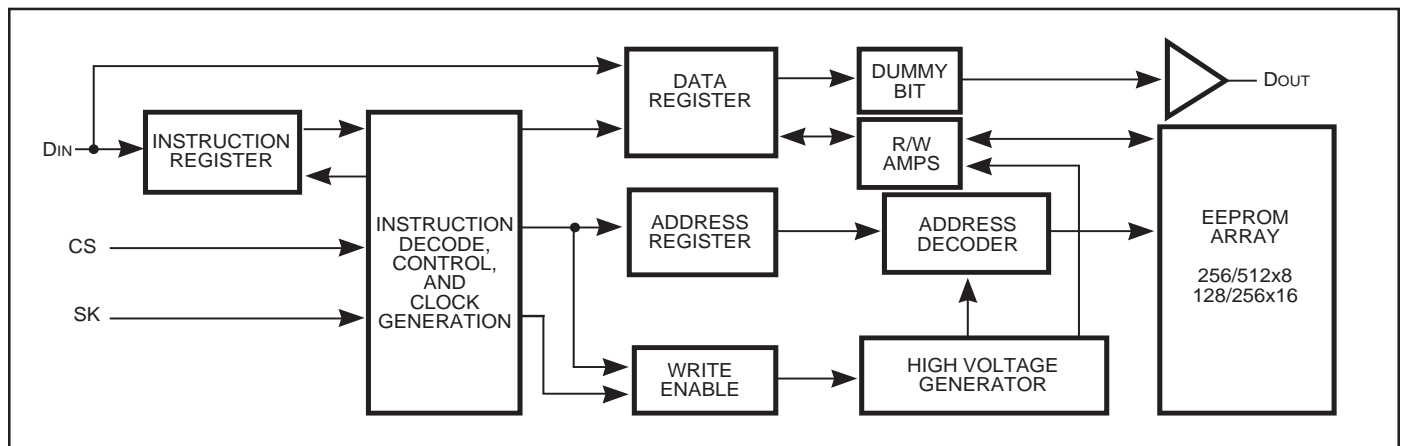 DIN
INSTRUCTION
REGISTER
CS
SK
INSTRUCTION
DECODE,
CONTROL,
AND
CLOCK
GENERATION
DATA
REGISTER
DUMMY
BIT
DOUT
R/W
AMPS
ADDRESS
REGISTER
ADDRESS
DECODER
EEPROM
ARRAY
256/512x8
128/256x16
WRITE
ENABLE
HIGH VOLTAGE
GENERATOR